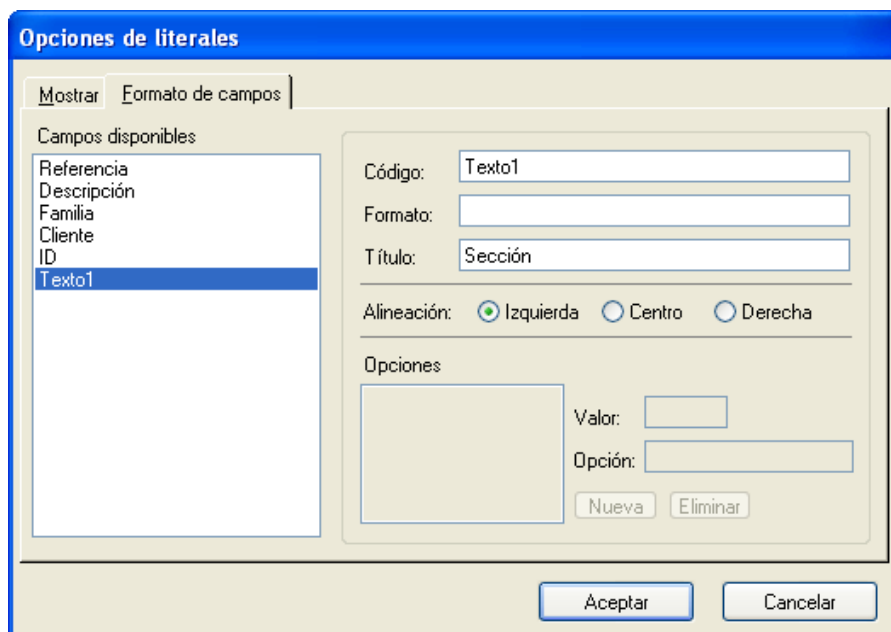 Opciones de literales
Mostrar Formato de campos
Campos disponibles
Referencia
Descripción
Familia
Cliente
ID
Texto1
Código: Texto1
Formato:
Título: Sección
Alineación: Izquierda Centro Derecha
Opciones
Valor:
Opción:
Nueva Eliminar
Aceptar Cancelar